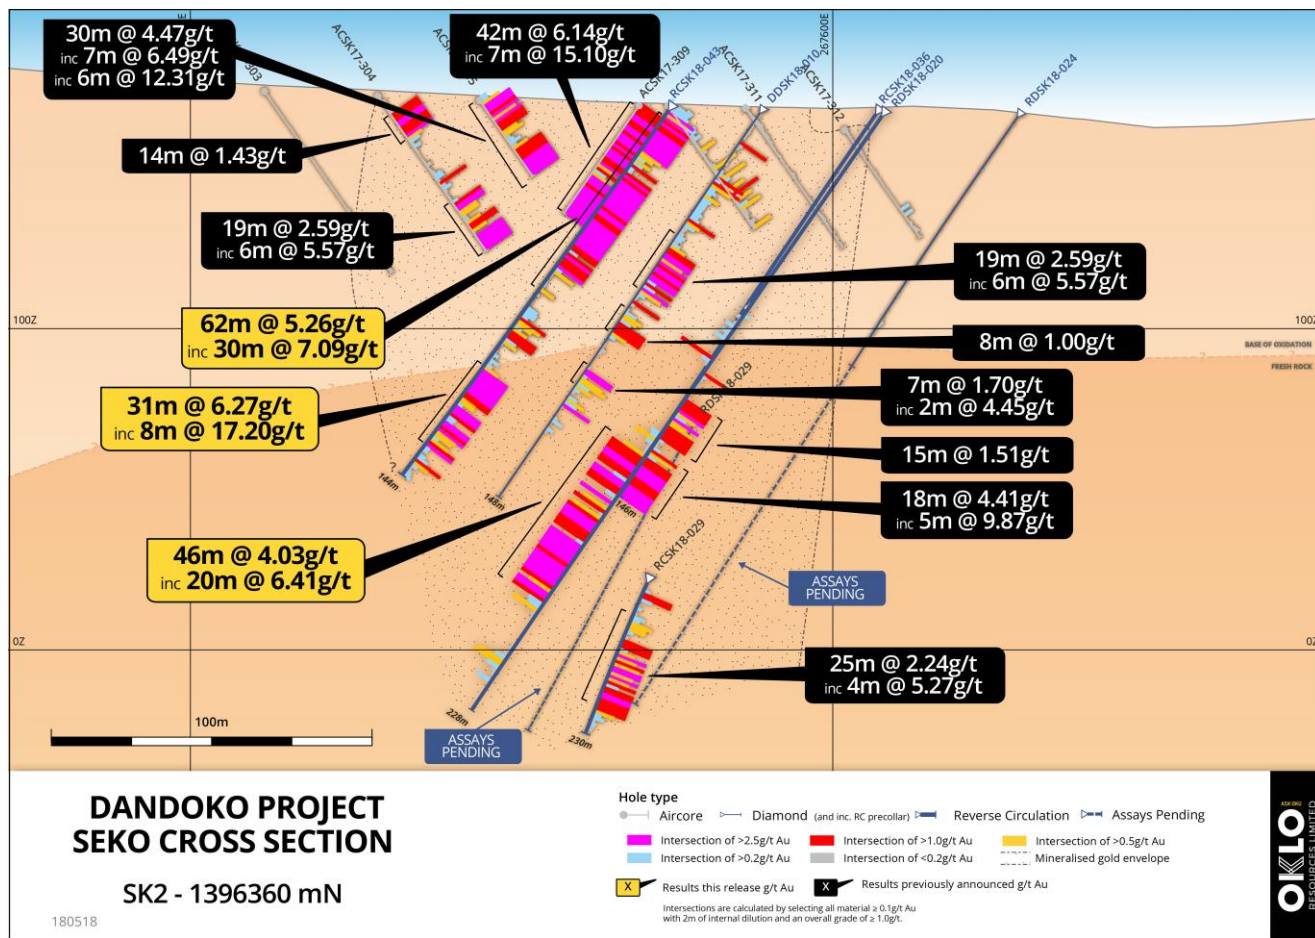 30m @ 4.47g/t
inc 7m @ 6.49g/t
inc 6m @ 12.31g/t
42m @ 6.14g/t
inc 7m @ 15.10g/t
303
ACSK17-304
ACSK17-309
RCSK18-043
ACSK17-311
DDSK18-010
ACSK17-312
267600E
RCSK18-036
RDSK18-020
RDSK18-024
14m @ 1.43g/t
19m @ 2.59g/t
inc 6m @ 5.57g/t
19m @ 2.59g/t
inc 6m @ 5.57g/t
62m @ 5.26g/t
inc 30m @ 7.09g/t
100Z
100Z
8m @ 1.00g/t
BASE OF OXIDATION
FRESH ROCK
31m @ 6.27g/t
inc 8m @ 17.20g/t
7m @ 1.70g/t
inc 2m @ 4.45g/t
RDSK18-029
15m @ 1.51g/t
144m
148m
146m
18m @ 4.41g/t
inc 5m @ 9.87g/t
46m @ 4.03g/t
inc 20m @ 6.41g/t
RCSK18-029
ASSAYS
PENDING
0Z
0Z
25m @ 2.24g/t
inc 4m @ 5.27g/t
228m
230m
100m
ASSAYS
PENDING
DANDOKO PROJECT
SEKO CROSS SECTION
SK2 - 1396360 mN
180518
Hole type
Aircore
Diamond (and inc. RC precollar)
Reverse Circulation
Assays Pending
Intersection of >2.5g/t Au
Intersection of >1.0g/t Au
Intersection of >0.5g/t Au
Intersection of >0.2g/t Au
Intersection of <0.2g/t Au
Mineralised gold envelope
X Results this release g/t Au
X Results previously announced g/t Au
Intersections are calculated by selecting all material ≥ 0.1g/t Au
with 2m of internal dilution and an overall grade of ≥ 1.0g/t.
ASX OKU
OKLO
RESOURCES LIMITED